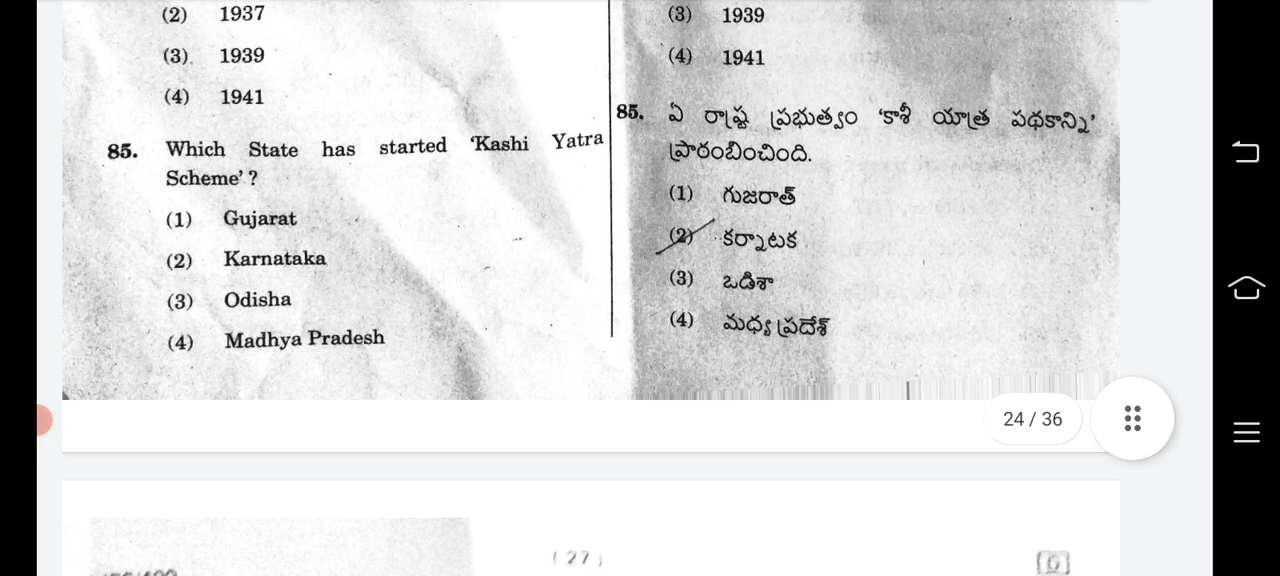 (2) 1937
(3) 1939
(4) 1941
85. Which State has started ‘Kashi Yatra
Scheme’ ?
(1) Gujarat
(2) Karnataka
(3) Odisha
(4) Madhya Pradesh
(3) 1939
(4) 1941
85. ఏ రాష్ట్ర ప్రభుత్వం ‘కాశీ యాత్ర పథకాన్ని’
ప్రారంబించింది.
(1) గుజరాత్
(2) కర్నాటక
(3) ఒడిశా
(4) మధ్య ప్రదేశ్
24 / 36
( 27 )